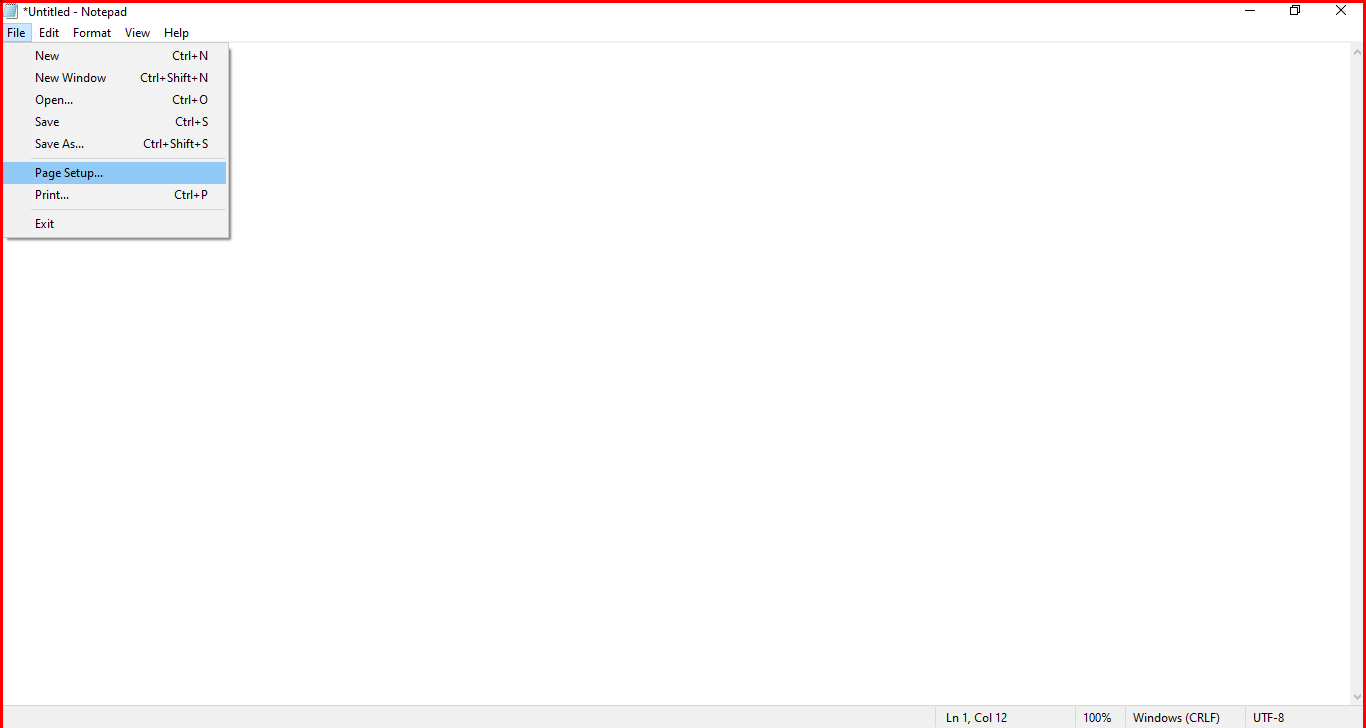 *Untitled - Notepad
File Edit Format View Help
New Ctrl+N
New Window Ctrl+Shift+N
Open... Ctrl+O
Save Ctrl+S
Save As... Ctrl+Shift+S
Page Setup...
Print... Ctrl+P
Exit
Ln 1, Col 12 100% Windows (CRLF) UTF-8